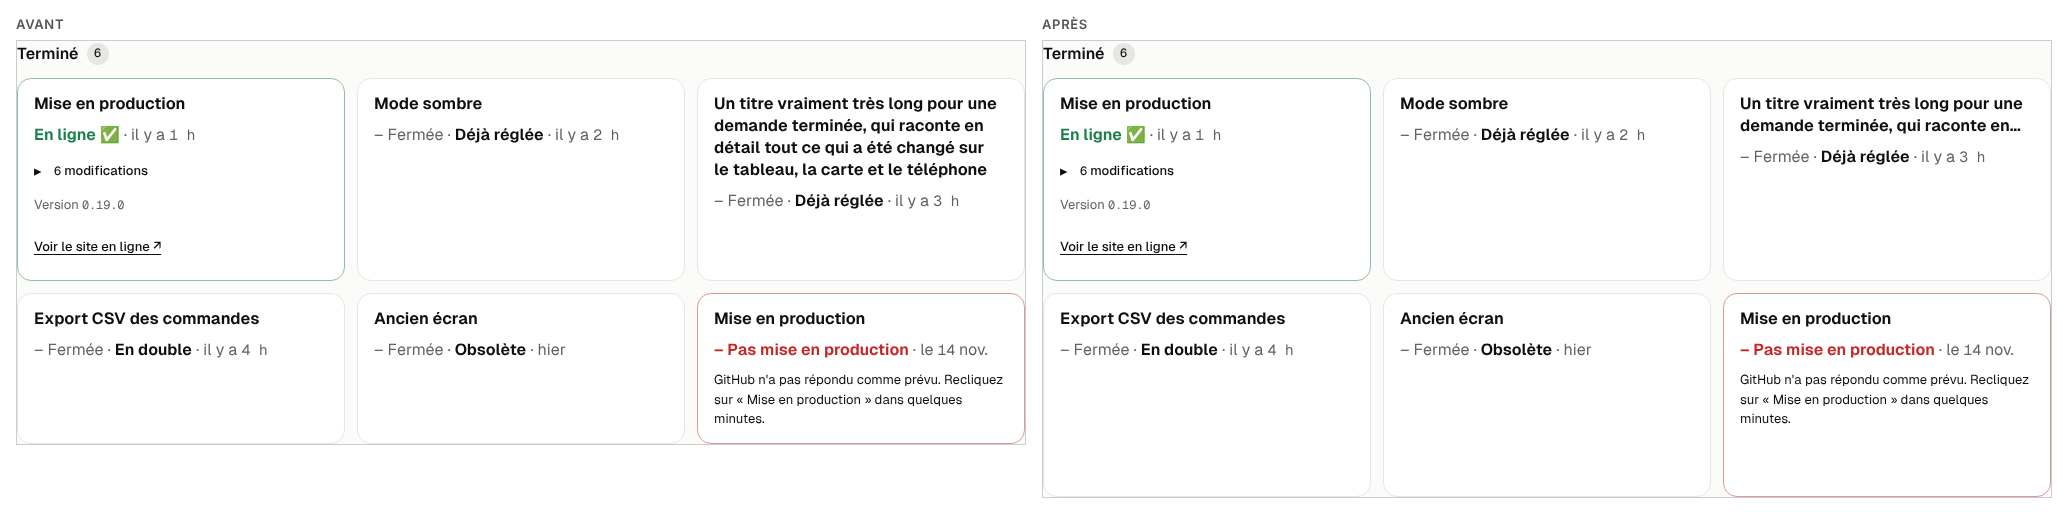 AVANT
Terminé 6
Mise en production
En ligne ✅ · il y a 1 h
▸ 6 modifications
Version 0.19.0
Voir le site en ligne ↗
Mode sombre
– Fermée · Déjà réglée · il y a 2 h
Un titre vraiment très long pour une
demande terminée, qui raconte en
détail tout ce qui a été changé sur
le tableau, la carte et le téléphone
– Fermée · Déjà réglée · il y a 3 h
Export CSV des commandes
– Fermée · En double · il y a 4 h
Ancien écran
– Fermée · Obsolète · hier
Mise en production
– Pas mise en production · le 14 nov.
GitHub n'a pas répondu comme prévu. Recliquez
sur « Mise en production » dans quelques
minutes.
APRÈS
Terminé 6
Mise en production
En ligne ✅ · il y a 1 h
▸ 6 modifications
Version 0.19.0
Voir le site en ligne ↗
Mode sombre
– Fermée · Déjà réglée · il y a 2 h
Un titre vraiment très long pour une
demande terminée, qui raconte en…
– Fermée · Déjà réglée · il y a 3 h
Export CSV des commandes
– Fermée · En double · il y a 4 h
Ancien écran
– Fermée · Obsolète · hier
Mise en production
– Pas mise en production · le 14 nov.
GitHub n'a pas répondu comme prévu. Recliquez
sur « Mise en production » dans quelques
minutes.